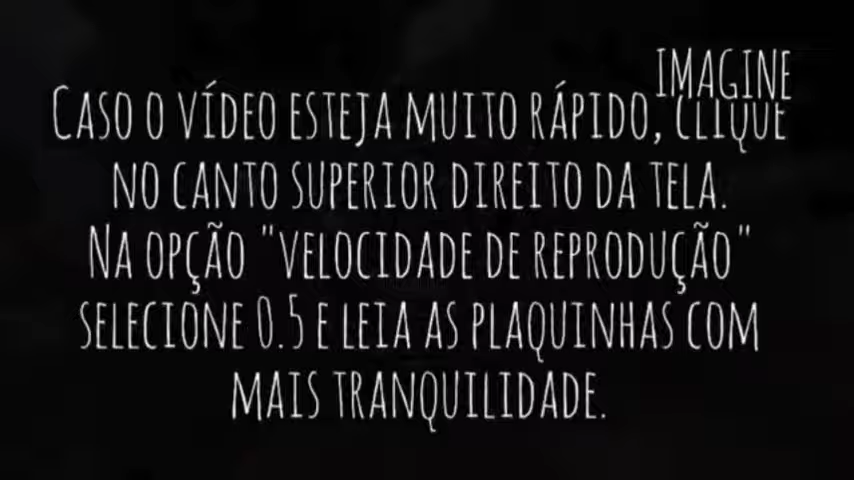 IMAGINE
CASO O VÍDEO ESTEJA MUITO RÁPIDO, CLIQUE
NO CANTO SUPERIOR DIREITO DA TELA.
NA OPÇÃO "VELOCIDADE DE REPRODUÇÃO"
SELECIONE 0.5 E LEIA AS PLAQUINHAS COM
MAIS TRANQUILIDADE.